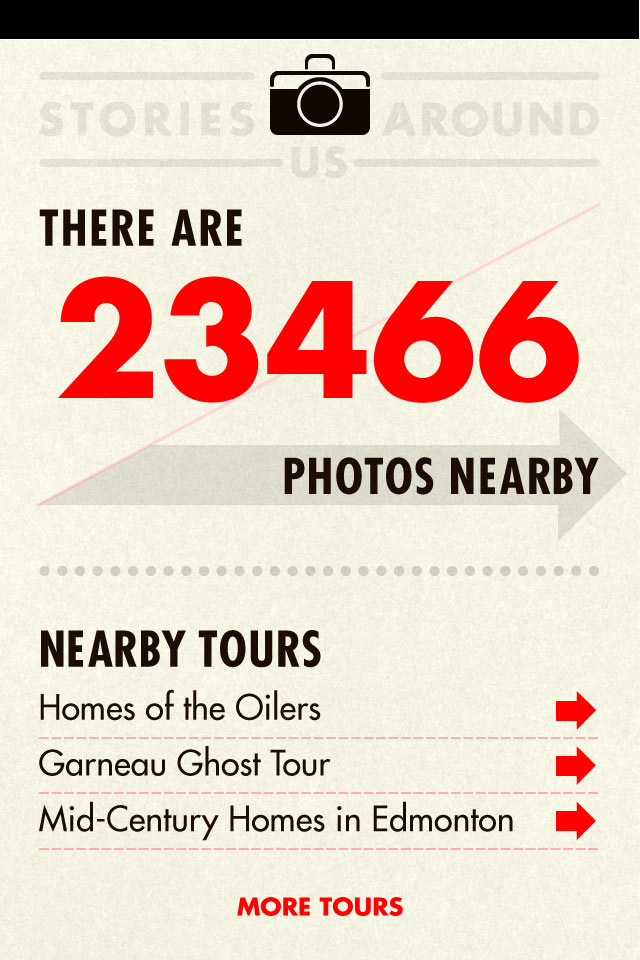 STORIES AROUND
US
THERE ARE
23466
PHOTOS NEARBY
NEARBY TOURS
Homes of the Oilers
Garneau Ghost Tour
Mid-Century Homes in Edmonton
MORE TOURS